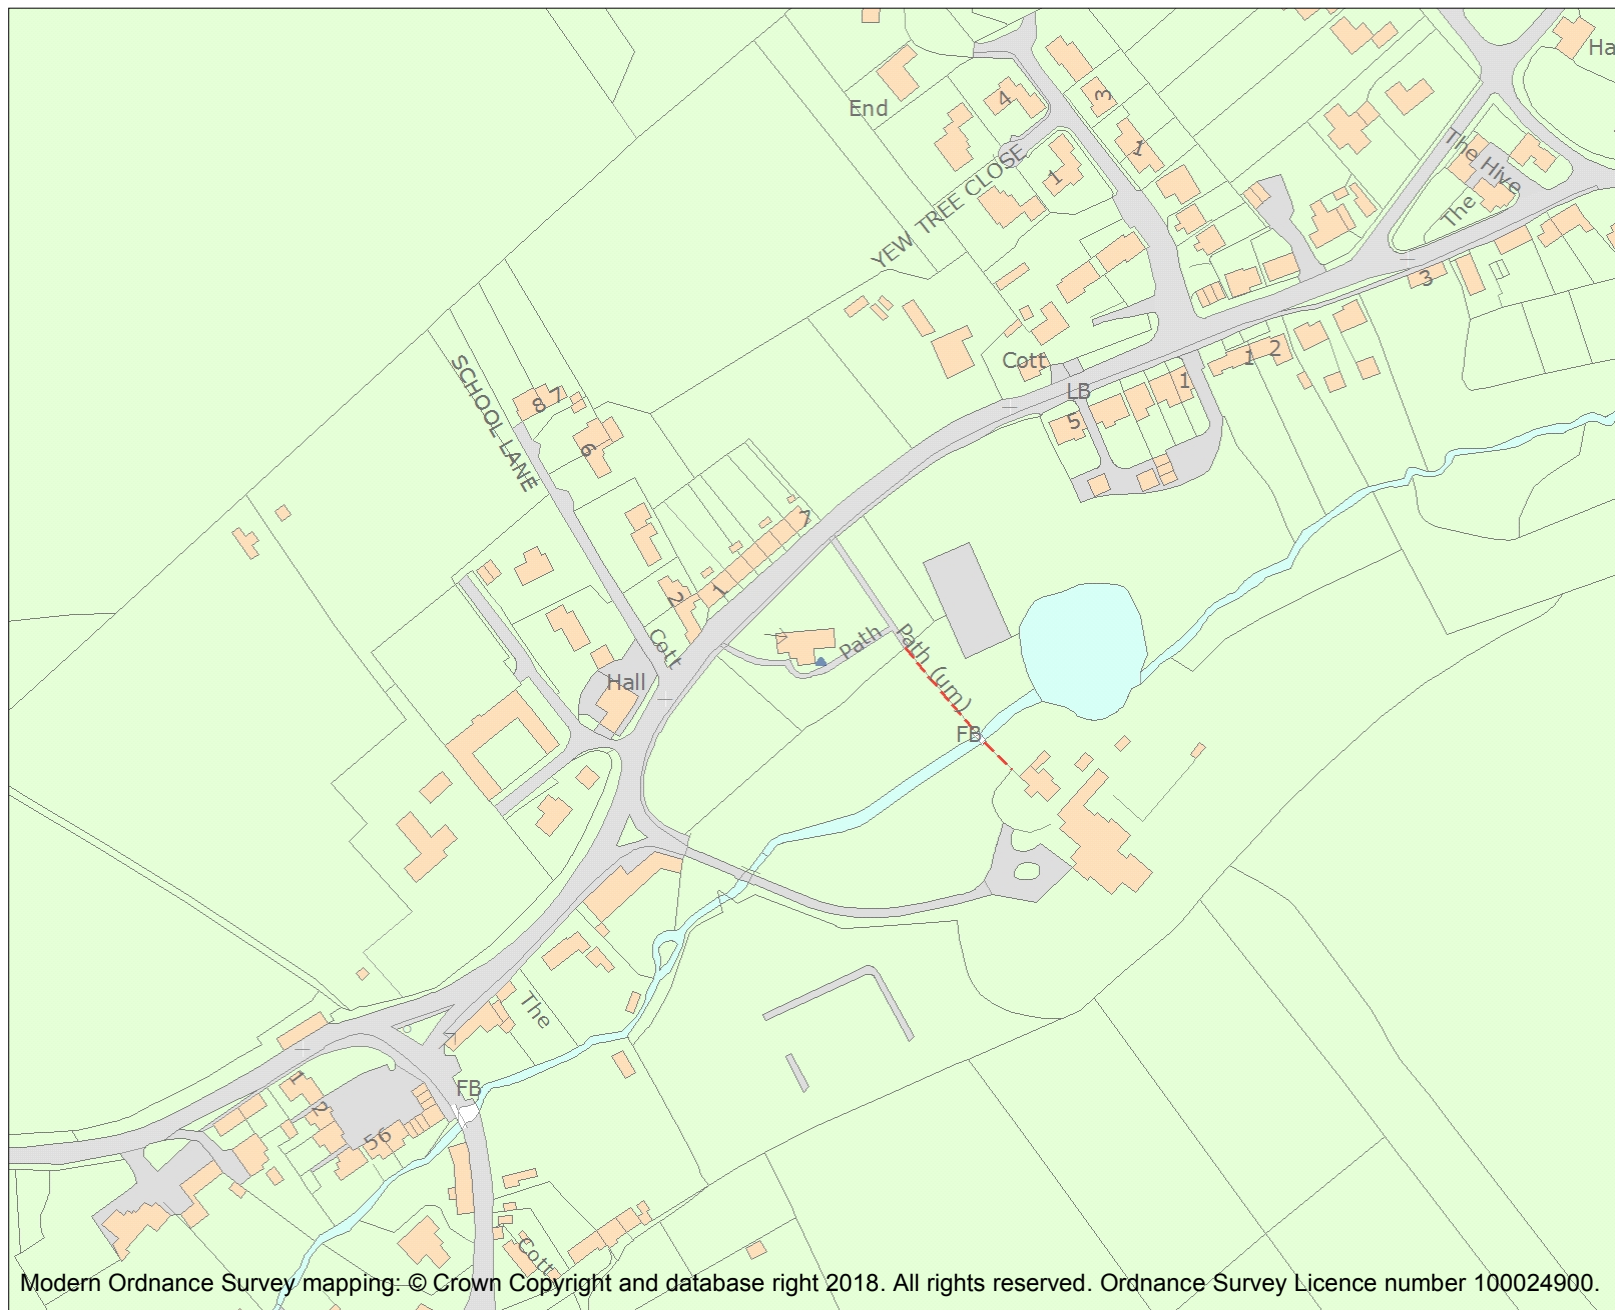 Ha
End
4
3
1
1
The Hive
The
YEW TREE CLOSE
3
Cott
LB
1
1
2
5
SCHOOL LANE
8
7
6
7
2
1
Cott
Path
Path (um)
Hall
FB
The
FB
1
2
5
6
Cott
Modern Ordnance Survey mapping: © Crown Copyright and database right 2018. All rights reserved. Ordnance Survey Licence number 100024900.